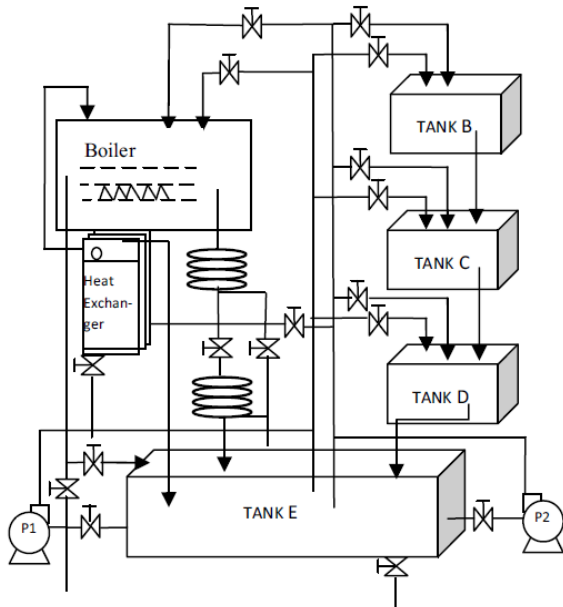 TANK B
Boiler
TANK C
Heat
Exchan-
ger
TANK D
P1
TANK E
P2